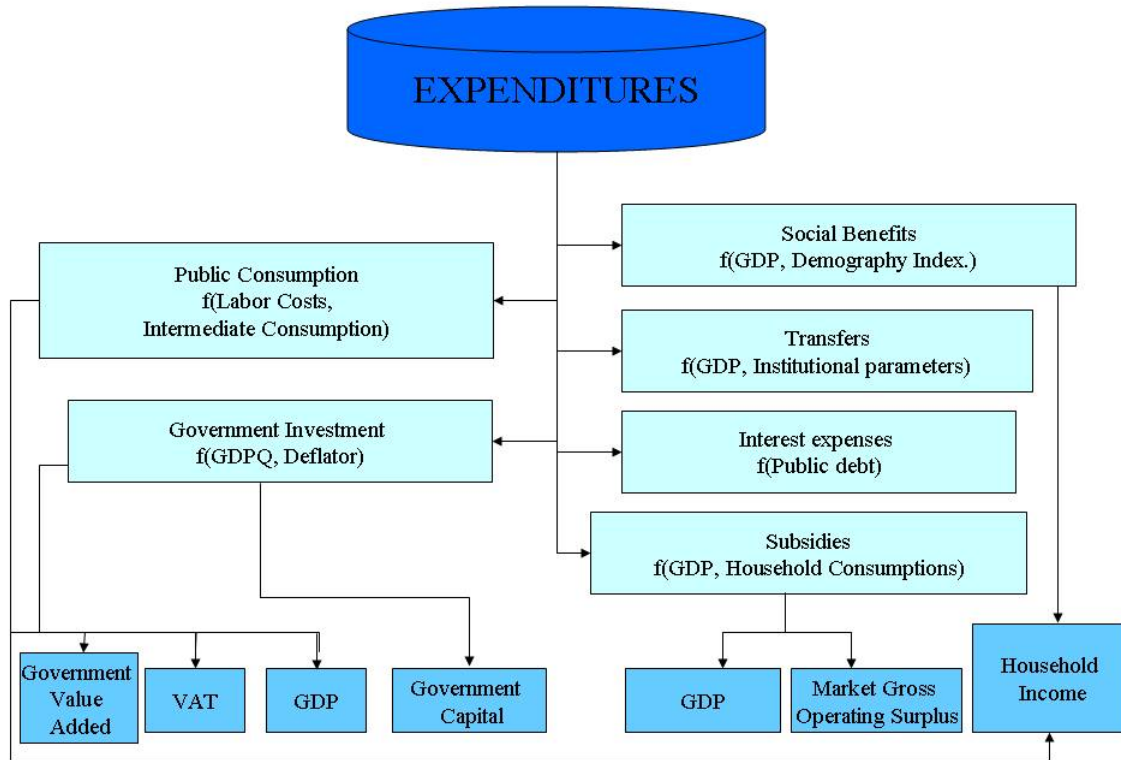 EXPENDITURES
Social Benefits
f(GDP, Demography Index.)
Public Consumption
f(Labor Costs,
Intermediate Consumption)
Transfers
f(GDP, Institutional parameters)
Government Investment
f(GDPQ, Deflator)
Interest expenses
f(Public debt)
Subsidies
f(GDP, Household Consumptions)
Government
Value
Added
VAT
GDP
Government
Capital
GDP
Market Gross
Operating Surplus
Household
Income